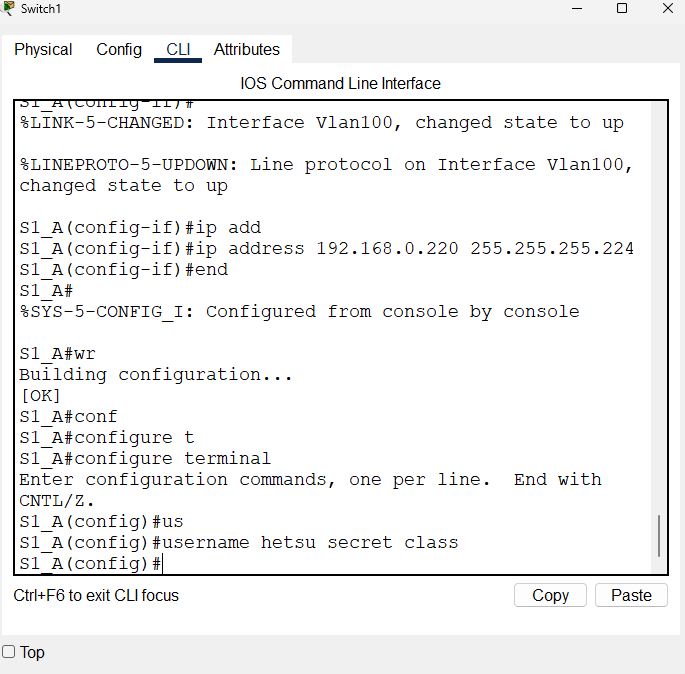 Switch1
Physical Config CLI Attributes
IOS Command Line Interface
S1_A(config-if)#
%LINK-5-CHANGED: Interface Vlan100, changed state to up
%LINEPROTO-5-UPDOWN: Line protocol on Interface Vlan100,
changed state to up
S1_A(config-if)#ip add
S1_A(config-if)#ip address 192.168.0.220 255.255.255.224
S1_A(config-if)#end
S1_A#
%SYS-5-CONFIG_I: Configured from console by console
S1_A#wr
Building configuration...
[OK]
S1_A#conf
S1_A#configure t
S1_A#configure terminal
Enter configuration commands, one per line.  End with
CNTL/Z.
S1_A(config)#us
S1_A(config)#username hetsu secret class
S1_A(config)#
Ctrl+F6 to exit CLI focus
Copy Paste
Top